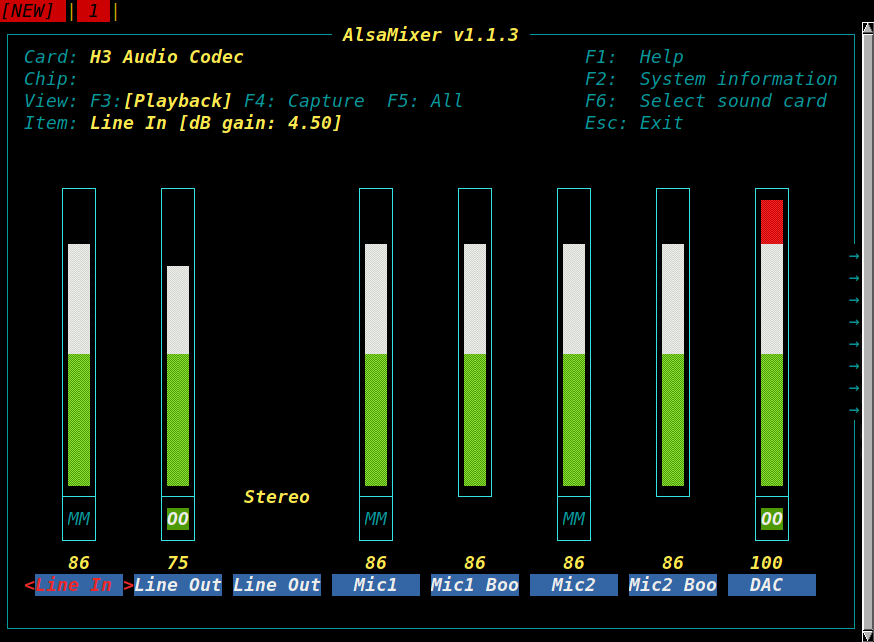 [NEW] | 1 |
AlsaMixer v1.1.3
Card: H3 Audio Codec F1: Help
Chip: F2: System information
View: F3:[Playback] F4: Capture F5: All F6: Select sound card
Item: Line In [dB gain: 4.50] Esc: Exit
→
→
→
→
→
→
→
→
Stereo
MM OO MM MM OO
86 75 86 86 86 86 100
<Line In >Line Out Line Out Mic1 Mic1 Boo Mic2 Mic2 Boo DAC